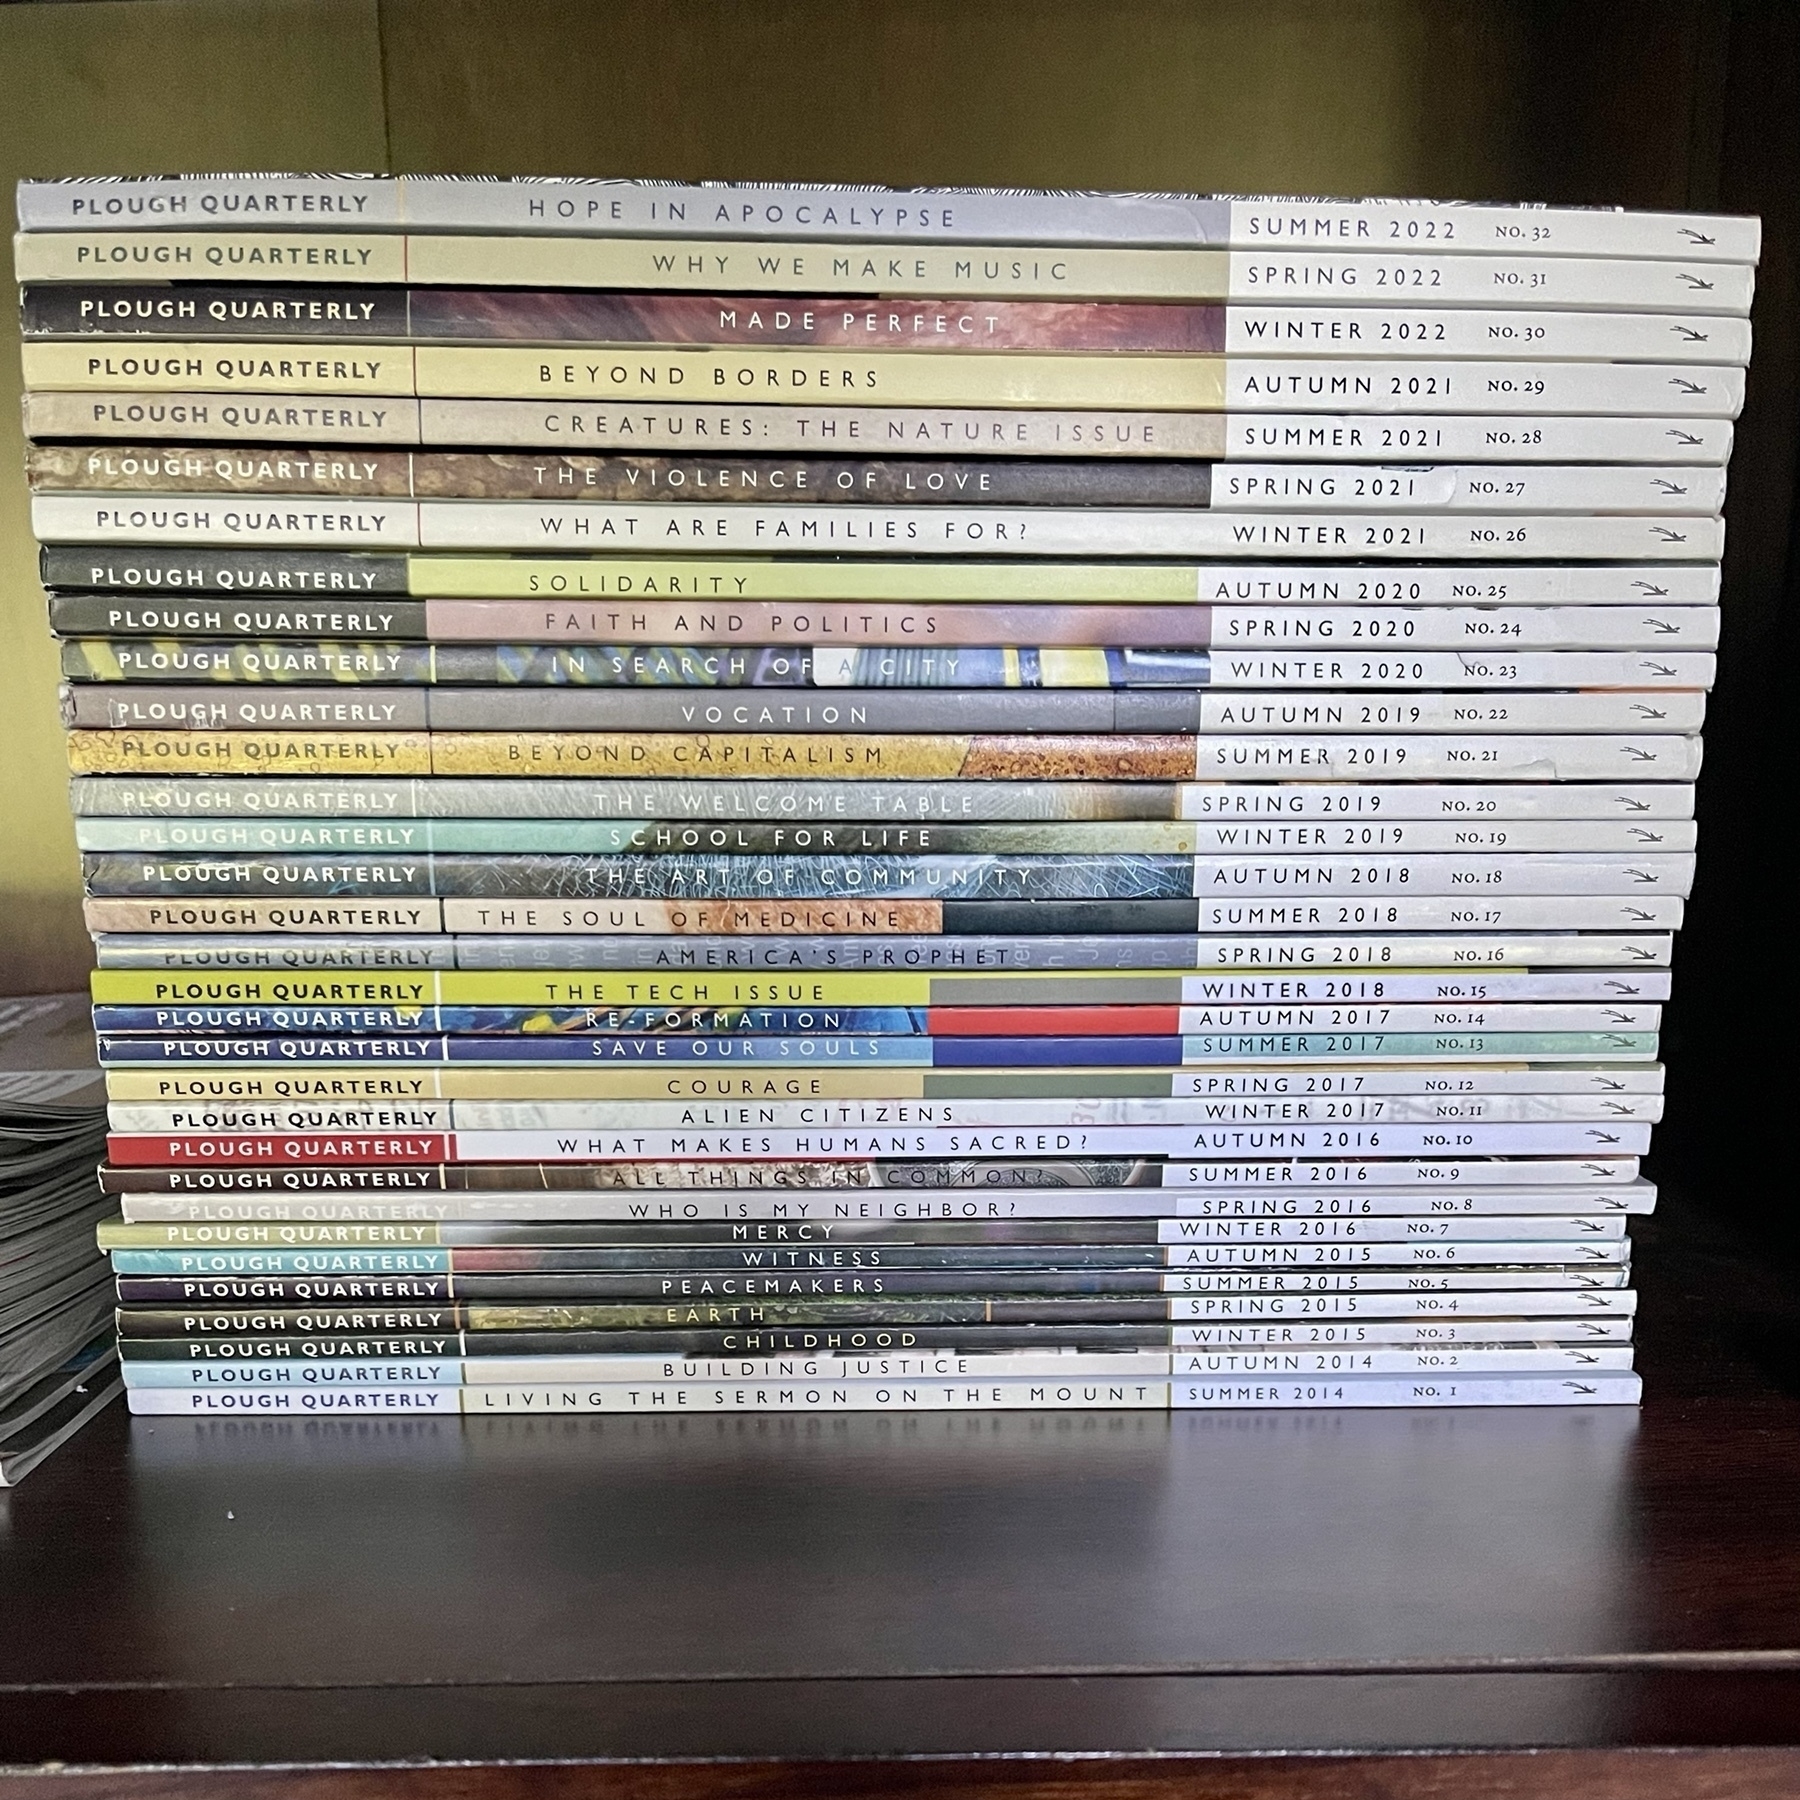 PLOUGH QUARTERLY HOPE IN APOCALYPSE SUMMER 2022 NO. 32
PLOUGH QUARTERLY WHY WE MAKE MUSIC SPRING 2022 NO. 31
PLOUGH QUARTERLY MADE PERFECT WINTER 2022 NO. 30
PLOUGH QUARTERLY BEYOND BORDERS AUTUMN 2021 NO. 29
PLOUGH QUARTERLY CREATURES: THE NATURE ISSUE SUMMER 2021 NO. 28
PLOUGH QUARTERLY THE VIOLENCE OF LOVE SPRING 2021 NO. 27
PLOUGH QUARTERLY WHAT ARE FAMILIES FOR? WINTER 2021 NO. 26
PLOUGH QUARTERLY SOLIDARITY AUTUMN 2020 NO. 25
PLOUGH QUARTERLY FAITH AND POLITICS SPRING 2020 NO. 24
PLOUGH QUARTERLY IN SEARCH OF A CITY WINTER 2020 NO. 23
PLOUGH QUARTERLY VOCATION AUTUMN 2019 NO. 22
PLOUGH QUARTERLY BEYOND CAPITALISM SUMMER 2019 NO. 21
PLOUGH QUARTERLY THE WELCOME TABLE SPRING 2019 NO. 20
PLOUGH QUARTERLY SCHOOL FOR LIFE WINTER 2019 NO. 19
PLOUGH QUARTERLY THE ART OF COMMUNITY AUTUMN 2018 NO. 18
PLOUGH QUARTERLY THE SOUL OF MEDICINE SUMMER 2018 NO. 17
PLOUGH QUARTERLY AMERICA'S PROPHET SPRING 2018 NO. 16
PLOUGH QUARTERLY THE TECH ISSUE WINTER 2018 NO. 15
PLOUGH QUARTERLY RE-FORMATION AUTUMN 2017 NO. 14
PLOUGH QUARTERLY SAVE OUR SOULS SUMMER 2017 NO. 13
PLOUGH QUARTERLY COURAGE SPRING 2017 NO. 12
PLOUGH QUARTERLY ALIEN CITIZENS WINTER 2017 NO. 11
PLOUGH QUARTERLY WHAT MAKES HUMANS SACRED? AUTUMN 2016 NO. 10
PLOUGH QUARTERLY ALL THINGS IN COMMON? SUMMER 2016 NO. 9
PLOUGH QUARTERLY WHO IS MY NEIGHBOR? SPRING 2016 NO. 8
PLOUGH QUARTERLY MERCY WINTER 2016 NO. 7
PLOUGH QUARTERLY WITNESS AUTUMN 2015 NO. 6
PLOUGH QUARTERLY PEACEMAKERS SUMMER 2015 NO. 5
PLOUGH QUARTERLY EARTH SPRING 2015 NO. 4
PLOUGH QUARTERLY CHILDHOOD WINTER 2015 NO. 3
PLOUGH QUARTERLY BUILDING JUSTICE AUTUMN 2014 NO. 2
PLOUGH QUARTERLY LIVING THE SERMON ON THE MOUNT SUMMER 2014 NO. 1